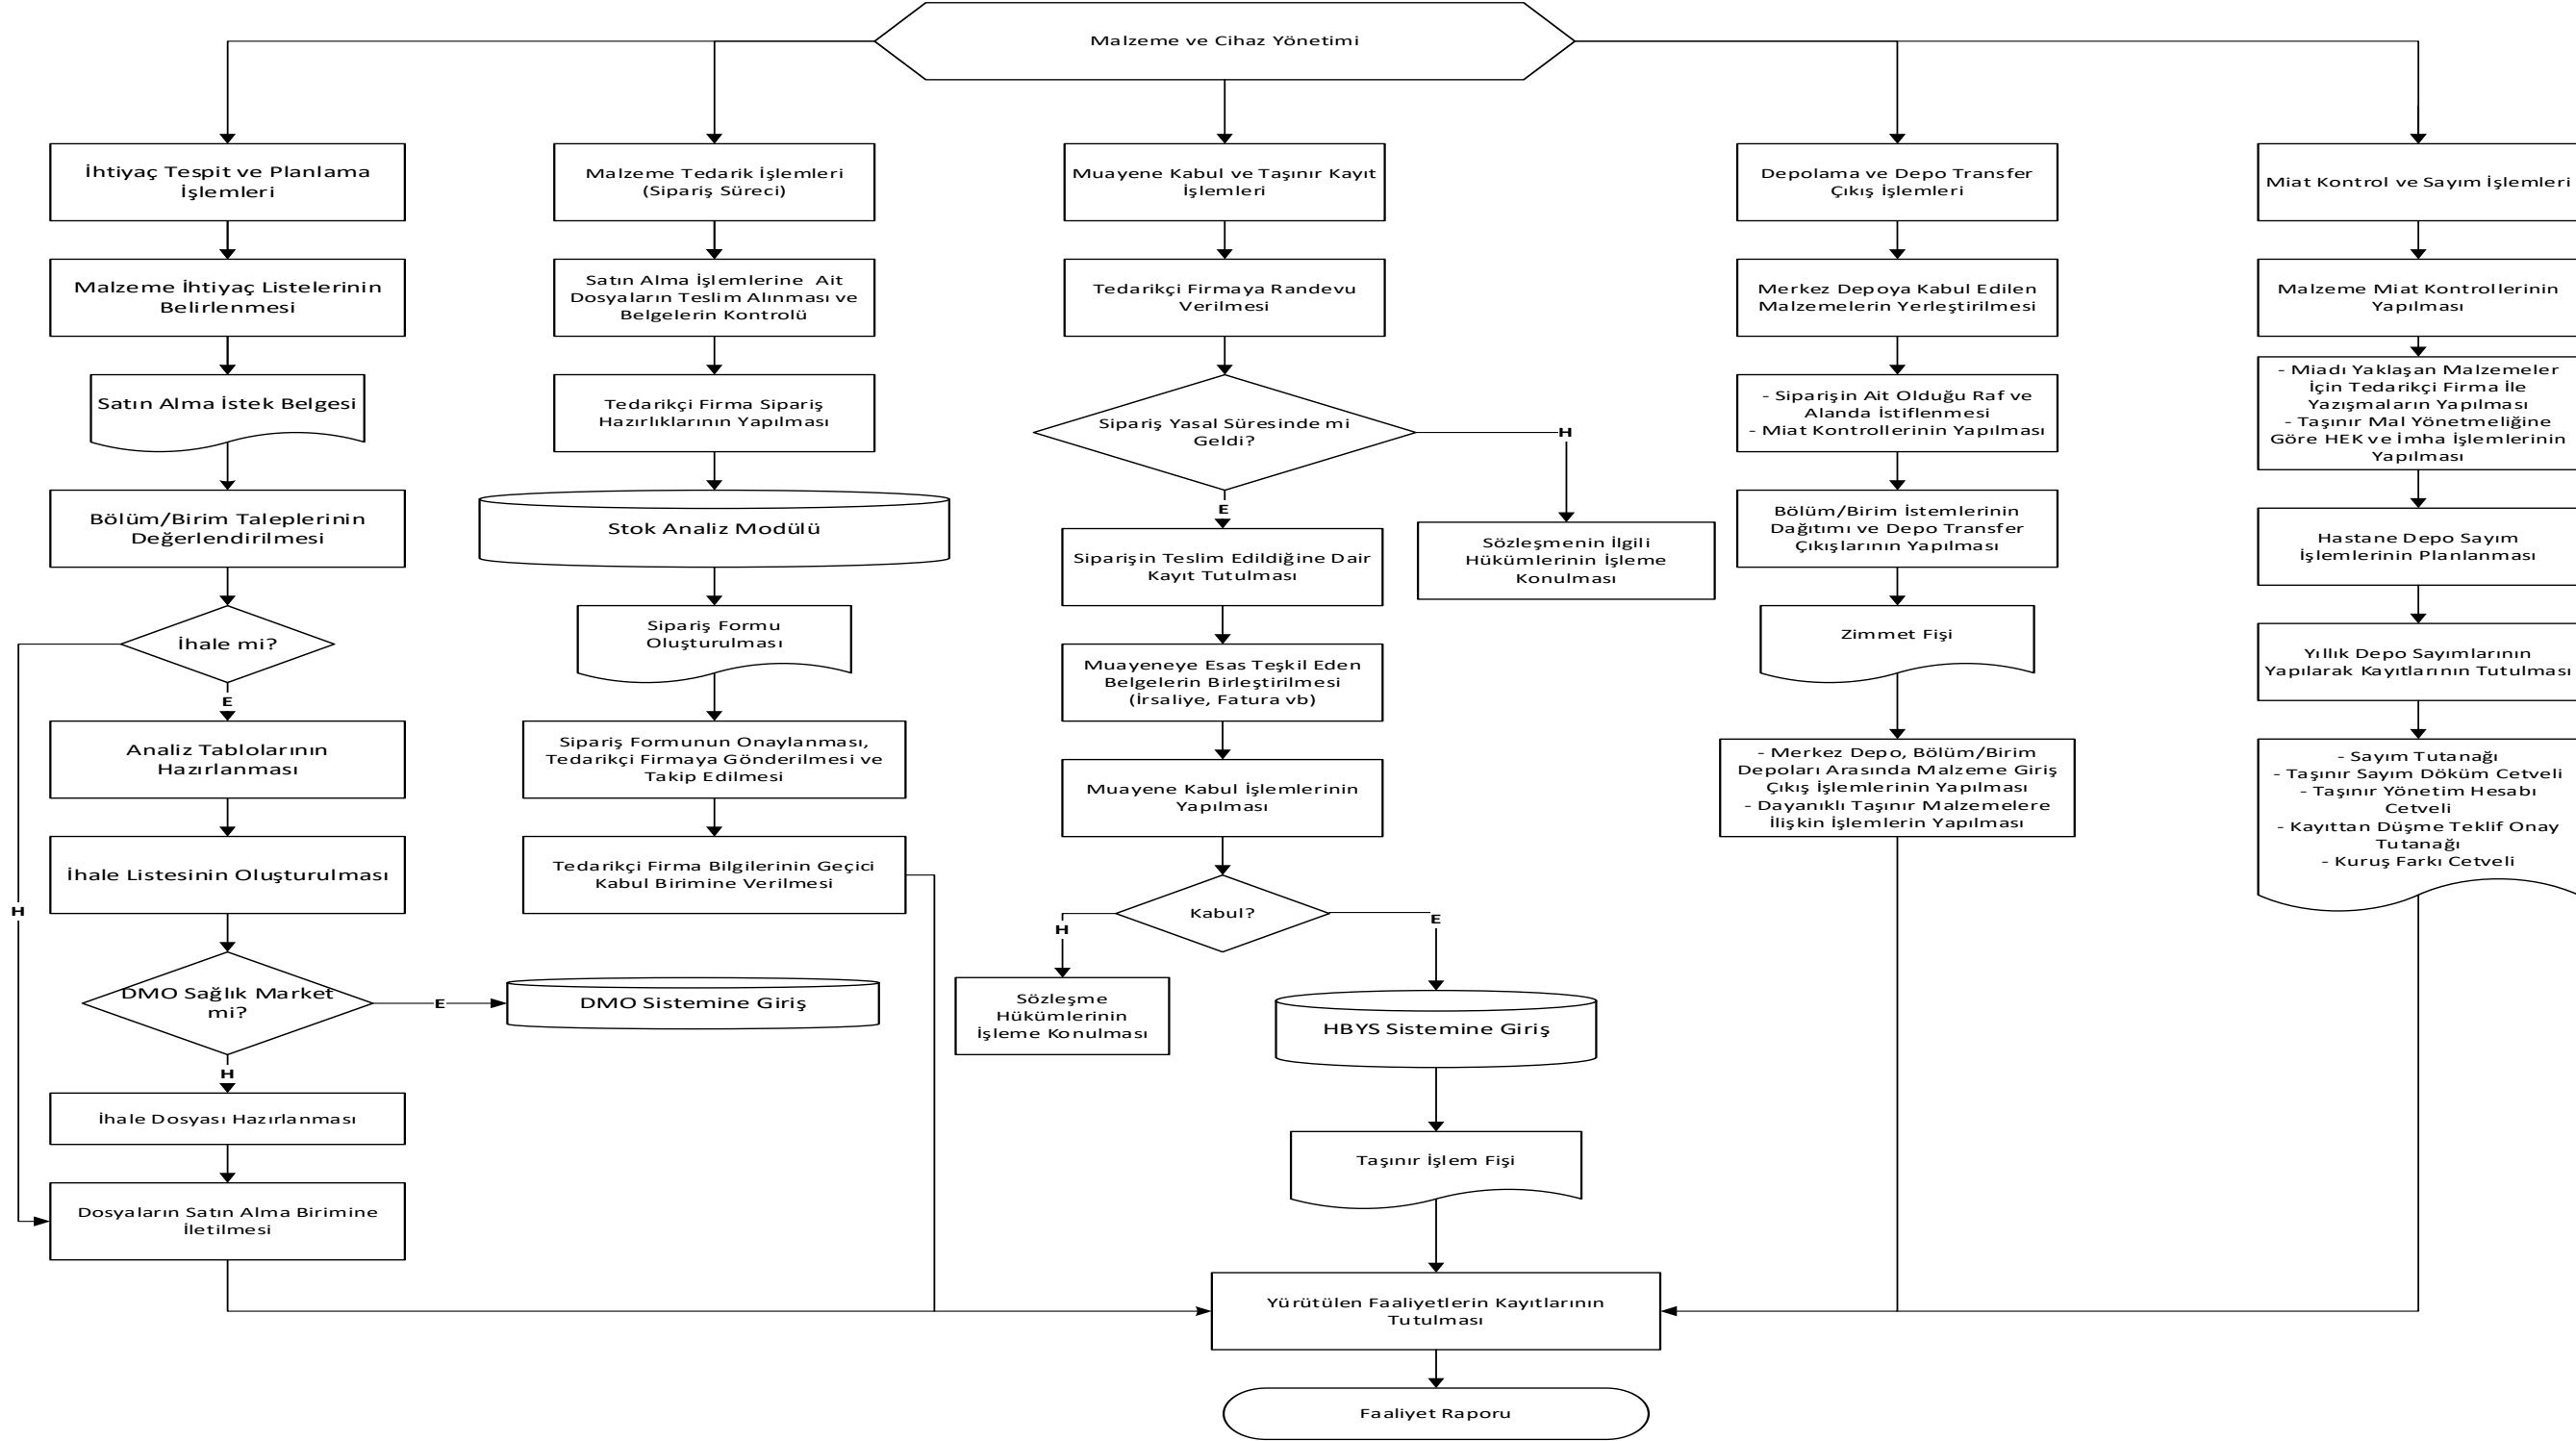 Malzeme ve Cihaz Yönetimi
İhtiyaç Tespit ve Planlama
İşlemleri
Malzeme İhtiyaç Listelerinin
Belirlenmesi
Satın Alma İstek Belgesi
Bölüm/Birim Taleplerinin
Değerlendirilmesi
İhale mi?
E
H
Analiz Tablolarının
Hazırlanması
İhale Listesinin Oluşturulması
DMO Sağlık Market
mi?
E
DMO Sistemine Giriş
H
İhale Dosyası Hazırlanması
Dosyaların Satın Alma Birimine
İletilmesi
Malzeme Tedarik İşlemleri
(Sipariş Süreci)
Satın Alma İşlemlerine Ait
Dosyaların Teslim Alınması ve
Belgelerin Kontrolü
Tedarikçi Firma Sipariş
Hazırlıklarının Yapılması
Stok Analiz Modülü
Sipariş Formu
Oluşturulması
Sipariş Formunun Onaylanması,
Tedarikçi Firmaya Gönderilmesi ve
Takip Edilmesi
Tedarikçi Firma Bilgilerinin Geçici
Kabul Birimine Verilmesi
Muayene Kabul ve Taşınır Kayıt
İşlemleri
Tedarikçi Firmaya Randevu
Verilmesi
Sipariş Yasal Süresinde mi
Geldi?
H
E
Sözleşmenin İlgili
Hükümlerinin İşleme
Konulması
Siparişin Teslim Edildiğine Dair
Kayıt Tutulması
Muayeneye Esas Teşkil Eden
Belgelerin Birleştirilmesi
(İrsaliye, Fatura vb)
Muayene Kabul İşlemlerinin
Yapılması
Kabul?
H
E
Sözleşme
Hükümlerinin
İşleme Konulması
HBYS Sistemine Giriş
Taşınır İşlem Fişi
Depolama ve Depo Transfer
Çıkış İşlemleri
Merkez Depoya Kabul Edilen
Malzemelerin Yerleştirilmesi
- Siparişin Ait Olduğu Raf ve
Alanda İstiflenmesi
- Miat Kontrollerinin Yapılması
Bölüm/Birim İstemlerinin
Dağıtımı ve Depo Transfer
Çıkışlarının Yapılması
Zimmet Fişi
- Merkez Depo, Bölüm/Birim
Depoları Arasında Malzeme Giriş
Çıkış İşlemlerinin Yapılması
- Dayanıklı Taşınır Malzemelere
İlişkin İşlemlerin Yapılması
Miat Kontrol ve Sayım İşlemleri
Malzeme Miat Kontrollerinin
Yapılması
- Miadı Yaklaşan Malzemeler
İçin Tedarikçi Firma İle
Yazışmaların Yapılması
- Taşınır Mal Yönetmeliğine
Göre HEK ve İmha İşlemlerinin
Yapılması
Hastane Depo Sayım
İşlemlerinin Planlanması
Yıllık Depo Sayımlarının
Yapılarak Kayıtlarının Tutulması
- Sayım Tutanağı
- Taşınır Sayım Döküm Cetveli
- Taşınır Yönetim Hesabı
Cetveli
- Kayıttan Düşme Teklif Onay
Tutanağı
- Kuruş Farkı Cetveli
Yürütülen Faaliyetlerin Kayıtlarının
Tutulması
Faaliyet Raporu